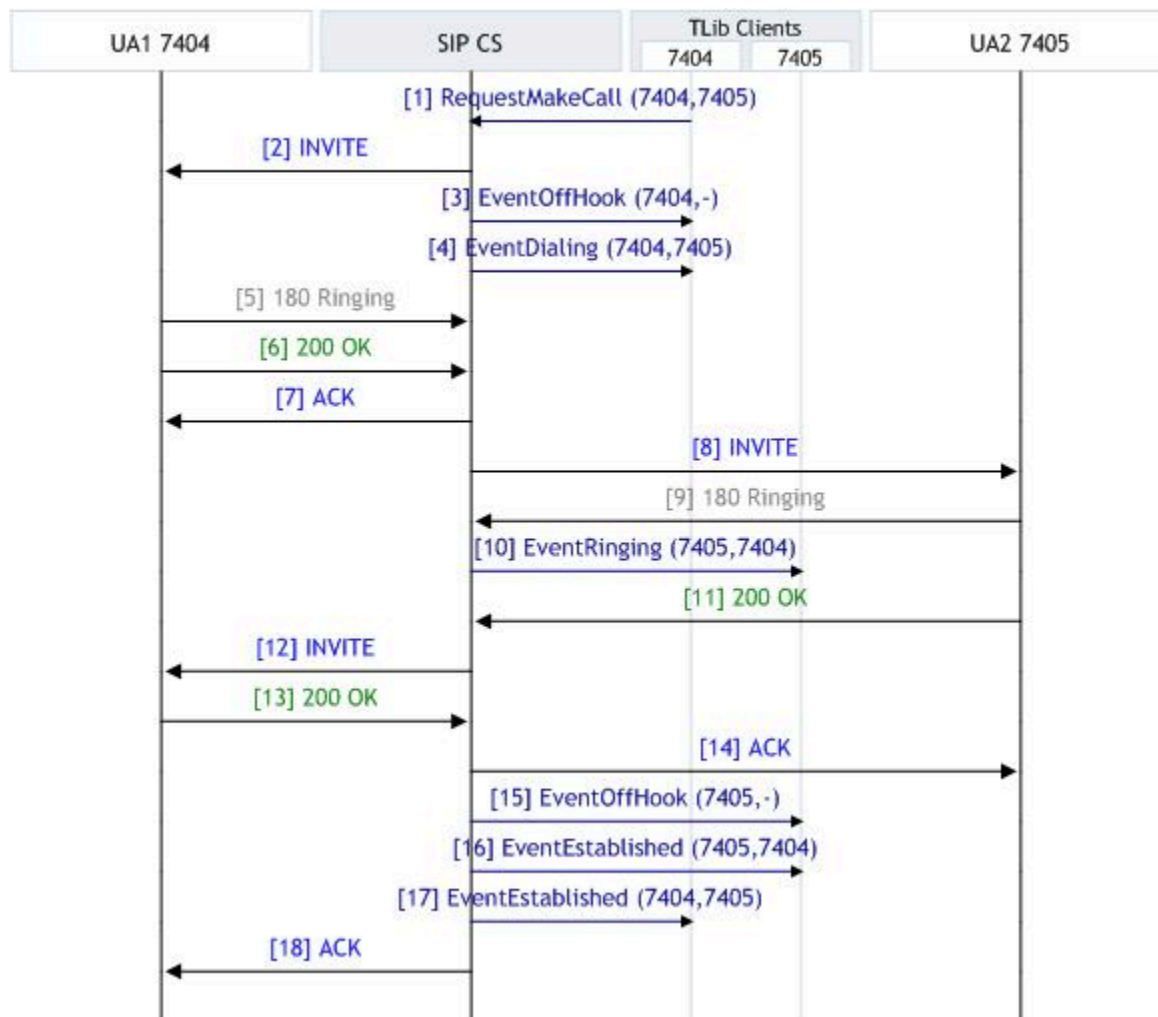 UA1 7404
SIP CS
TLib Clients
7404
7405
UA2 7405
[1] RequestMakeCall (7404,7405)
[2] INVITE
[3] EventOffHook (7404,-)
[4] EventDialing (7404,7405)
[5] 180 Ringing
[6] 200 OK
[7] ACK
[8] INVITE
[9] 180 Ringing
[10] EventRinging (7405,7404)
[11] 200 OK
[12] INVITE
[13] 200 OK
[14] ACK
[15] EventOffHook (7405,-)
[16] EventEstablished (7405,7404)
[17] EventEstablished (7404,7405)
[18] ACK